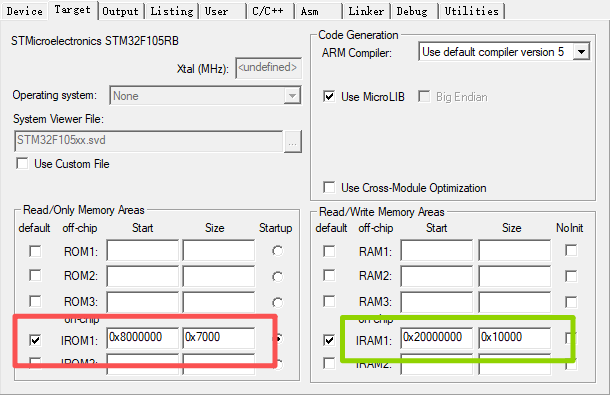 Device Target Output Listing User C/C++ Asm Linker Debug Utilities
STMicroelectronics STM32F105RB
Xtal (MHz): <undefined>
Operating system: None
System Viewer File:
STM32F105xx.svd ...
Use Custom File
Code Generation
ARM Compiler: Use default compiler version 5
Use MicroLIB Big Endian
Use Cross-Module Optimization
Read/Only Memory Areas
default off-chip Start Size Startup
ROM1:
ROM2:
ROM3:
on-chip
IROM1: 0x8000000 0x7000
IROM2:
Read/Write Memory Areas
default off-chip Start Size NoInit
RAM1:
RAM2:
RAM3:
IRAM1: 0x20000000 0x10000
IRAM2: